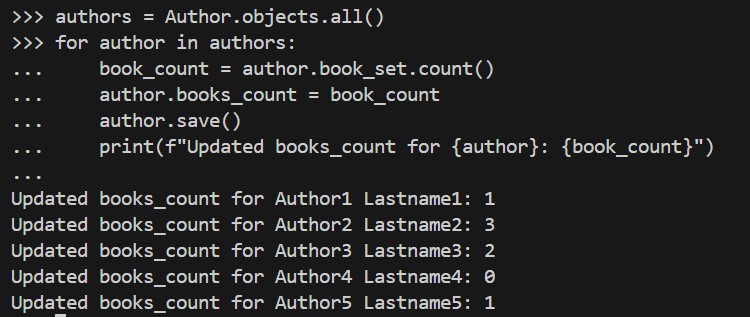 >>> authors = Author.objects.all()
>>> for author in authors:
...     book_count = author.book_set.count()
...     author.books_count = book_count
...     author.save()
...     print(f"Updated books_count for {author}: {book_count}")
...
Updated books_count for Author1 Lastname1: 1
Updated books_count for Author2 Lastname2: 3
Updated books_count for Author3 Lastname3: 2
Updated books_count for Author4 Lastname4: 0
Updated books_count for Author5 Lastname5: 1